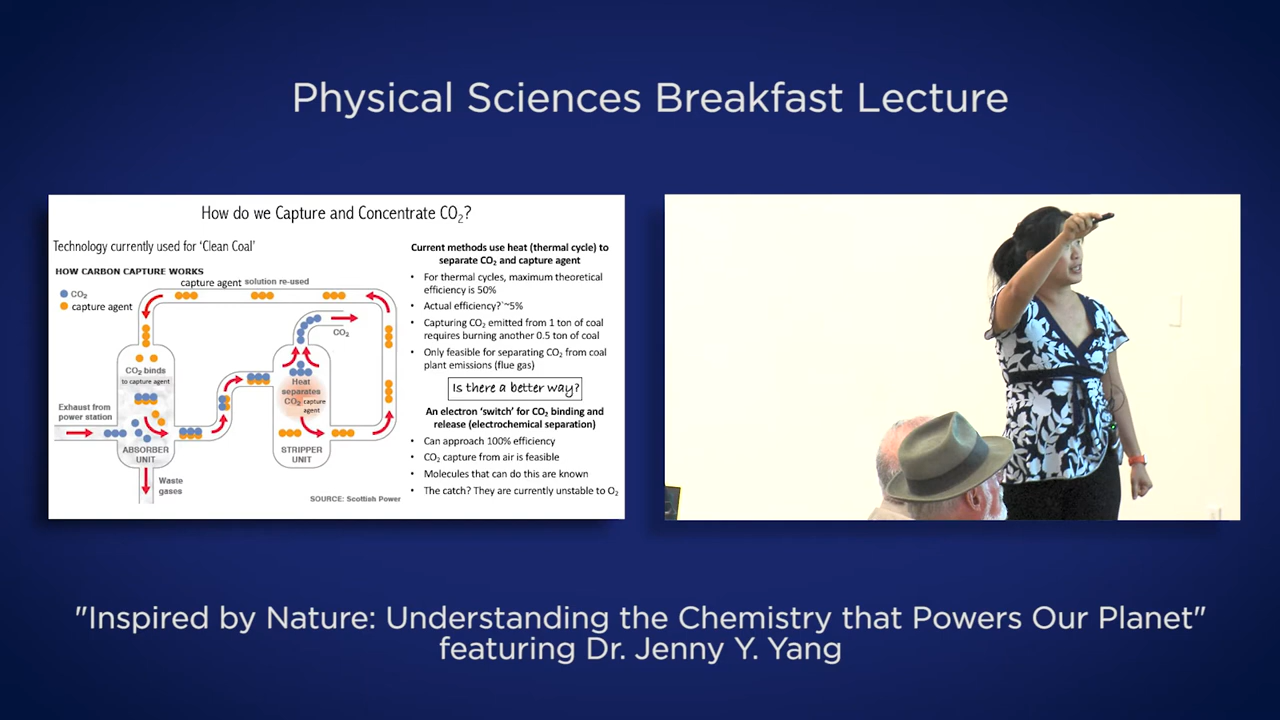 Physical Sciences Breakfast Lecture
How do we Capture and Concentrate CO₂?
Technology currently used for 'Clean Coal'
HOW CARBON CAPTURE WORKS
CO₂
capture agent
capture agent solution re-used
CO₂
CO₂ binds
to capture agent
Heat
separates
CO₂ capture
agent
Exhaust from
power station
ABSORBER
UNIT
STRIPPER
UNIT
Waste
gases
SOURCE: Scottish Power
Current methods use heat (thermal cycle) to
separate CO₂ and capture agent
• For thermal cycles, maximum theoretical
efficiency is 50%
• Actual efficiency? ~5%
• Capturing CO₂ emitted from 1 ton of coal
requires burning another 0.5 ton of coal
• Only feasible for separating CO₂ from coal
plant emissions (flue gas)
Is there a better way?
An electron 'switch' for CO₂ binding and
release (electrochemical separation)
• Can approach 100% efficiency
• CO₂ capture from air is feasible
• Molecules that can do this are known
• The catch? They are currently unstable to O₂
"Inspired by Nature: Understanding the Chemistry that Powers Our Planet"
featuring Dr. Jenny Y. Yang